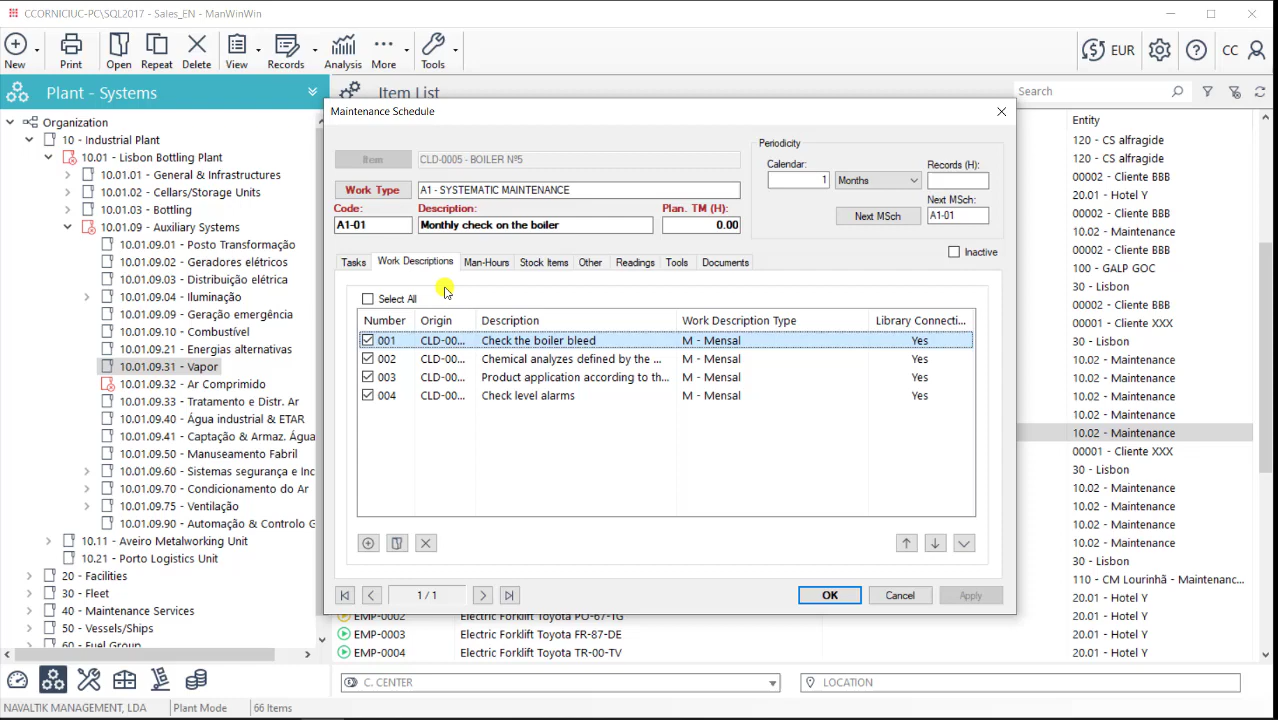 CCORNICIUC-PC\SQL2017 - Sales_EN - ManWinWin
New
Print
Open
Repeat
Delete
View
Records
Analysis
More
Tools
EUR
CC
Plant - Systems
Item List
Search
Organization
10 - Industrial Plant
10.01 - Lisbon Bottling Plant
10.01.01 - General & Infrastructures
10.01.02 - Cellars/Storage Units
10.01.03 - Bottling
10.01.09 - Auxiliary Systems
10.01.09.01 - Posto Transformação
10.01.09.02 - Geradores elétricos
10.01.09.03 - Distribuição elétrica
10.01.09.04 - Iluminação
10.01.09.09 - Geração emergência
10.01.09.10 - Combustível
10.01.09.21 - Energias alternativas
10.01.09.31 - Vapor
10.01.09.32 - Ar Comprimido
10.01.09.33 - Tratamento e Distr. Ar
10.01.09.40 - Água industrial & ETAR
10.01.09.41 - Captação & Armaz. Água
10.01.09.50 - Manuseamento Fabril
10.01.09.60 - Sistemas segurança e Inc
10.01.09.70 - Condicionamento do Ar
10.01.09.75 - Ventilação
10.01.09.90 - Automação & Controlo G
10.11 - Aveiro Metalworking Unit
10.21 - Porto Logistics Unit
20 - Facilities
30 - Fleet
40 - Maintenance Services
50 - Vessels/Ships
60 - Fuel Group
Maintenance Schedule
Item
CLD-0005 - BOILER Nº5
Work Type
A1 - SYSTEMATIC MAINTENANCE
Code:
Description:
Plan. TM (H):
A1-01
Monthly check on the boiler
0.00
Periodicity
Calendar:
1
Months
Records (H):
Next MSch:
Next MSch
A1-01
Inactive
Tasks
Work Descriptions
Man-Hours
Stock Items
Other
Readings
Tools
Documents
Select All
Number
Origin
Description
Work Description Type
Library Connecti...
001
CLD-00...
Check the boiler bleed
M - Mensal
Yes
002
CLD-00...
Chemical analyzes defined by the ...
M - Mensal
Yes
003
CLD-00...
Product application according to th...
M - Mensal
Yes
004
CLD-00...
Check level alarms
M - Mensal
Yes
1 / 1
OK
Cancel
Apply
Entity
120 - CS alfragide
120 - CS alfragide
00002 - Cliente BBB
20.01 - Hotel Y
00002 - Cliente BBB
00002 - Cliente BBB
00002 - Cliente BBB
100 - GALP GOC
30 - Lisbon
10.02 - Maintenance
00001 - Cliente XXX
30 - Lisbon
10.02 - Maintenance
10.02 - Maintenance
10.02 - Maintenance
10.02 - Maintenance
10.02 - Maintenance
00001 - Cliente XXX
30 - Lisbon
10.02 - Maintenance
10.02 - Maintenance
10.02 - Maintenance
10.02 - Maintenance
30 - Lisbon
110 - CM Lourinhã - Maintenanc...
20.01 - Hotel Y
20.01 - Hotel Y
20.01 - Hotel Y
20.01 - Hotel Y
EMP-0002
Electric Forklift Toyota PO-67-TG
EMP-0003
Electric Forklift Toyota FR-87-DE
EMP-0004
Electric Forklift Toyota TR-00-TV
C. CENTER
LOCATION
NAVALTIK MANAGEMENT, LDA
Plant Mode
66 Items